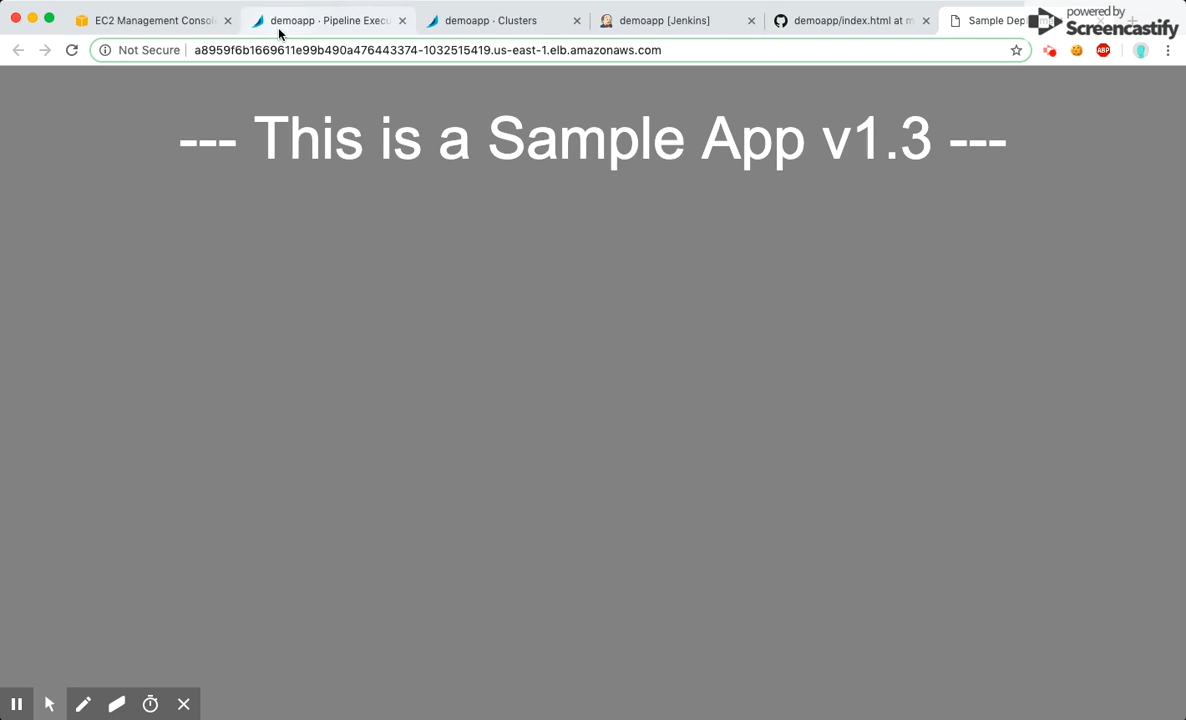 EC2 Management Consol
demoapp · Pipeline Execu
demoapp · Clusters
demoapp [Jenkins]
demoapp/index.html at m
Sample Dep
powered by
Screencastify
Not Secure
a8959f6b1669611e99b490a476443374-1032515419.us-east-1.elb.amazonaws.com
ABP
--- This is a Sample App v1.3 ---